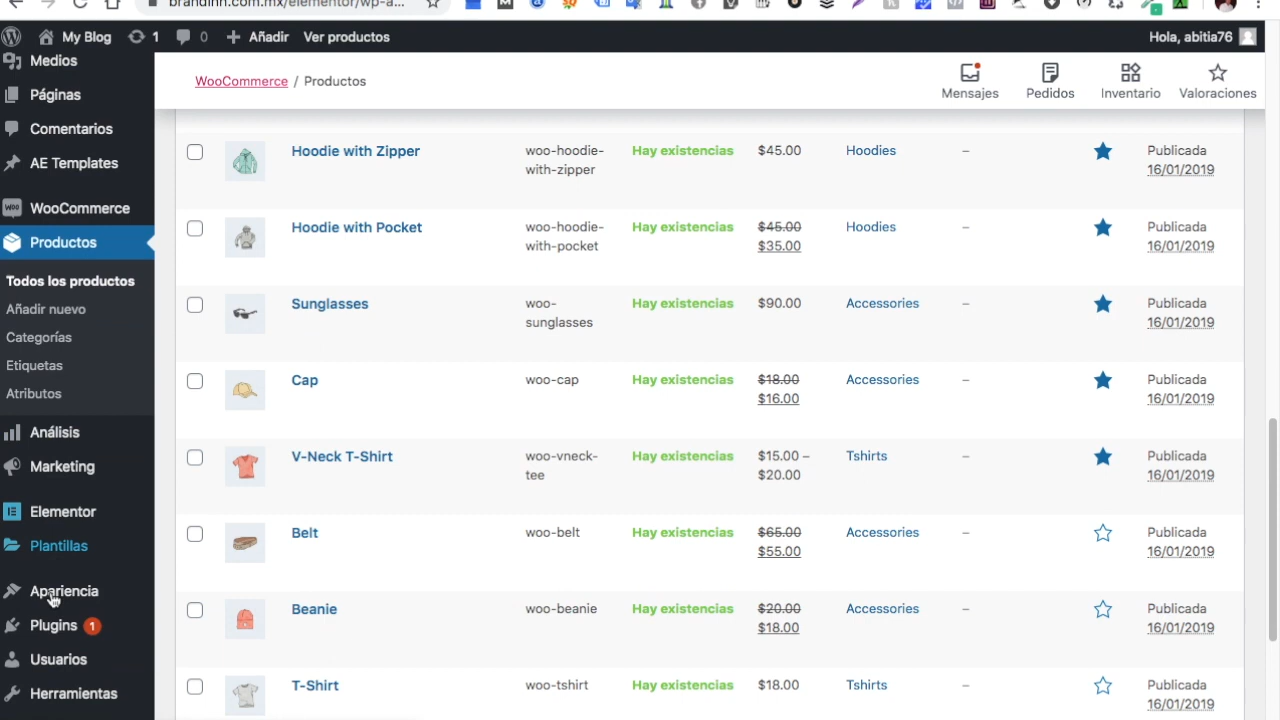 brandinn.com.mx/elementor/wp-a...
My Blog 1 0 Añadir Ver productos Hola, abitia76
Medios
Páginas
Comentarios
AE Templates
WooCommerce
Productos
Todos los productos
Añadir nuevo
Categorías
Etiquetas
Atributos
Análisis
Marketing
Elementor
Plantillas
Apariencia
Plugins 1
Usuarios
Herramientas
WooCommerce / Productos
Mensajes Pedidos Inventario Valoraciones
Hoodie with Zipper woo-hoodie- Hay existencias $45.00 Hoodies – Publicada
with-zipper 16/01/2019
Hoodie with Pocket woo-hoodie- Hay existencias $45.00 Hoodies – Publicada
with-pocket $35.00 16/01/2019
Sunglasses woo- Hay existencias $90.00 Accessories – Publicada
sunglasses 16/01/2019
Cap woo-cap Hay existencias $18.00 Accessories – Publicada
$16.00 16/01/2019
V-Neck T-Shirt woo-vneck- Hay existencias $15.00 – Tshirts – Publicada
tee $20.00 16/01/2019
Belt woo-belt Hay existencias $65.00 Accessories – Publicada
$55.00 16/01/2019
Beanie woo-beanie Hay existencias $20.00 Accessories – Publicada
$18.00 16/01/2019
T-Shirt woo-tshirt Hay existencias $18.00 Tshirts – Publicada
16/01/2019